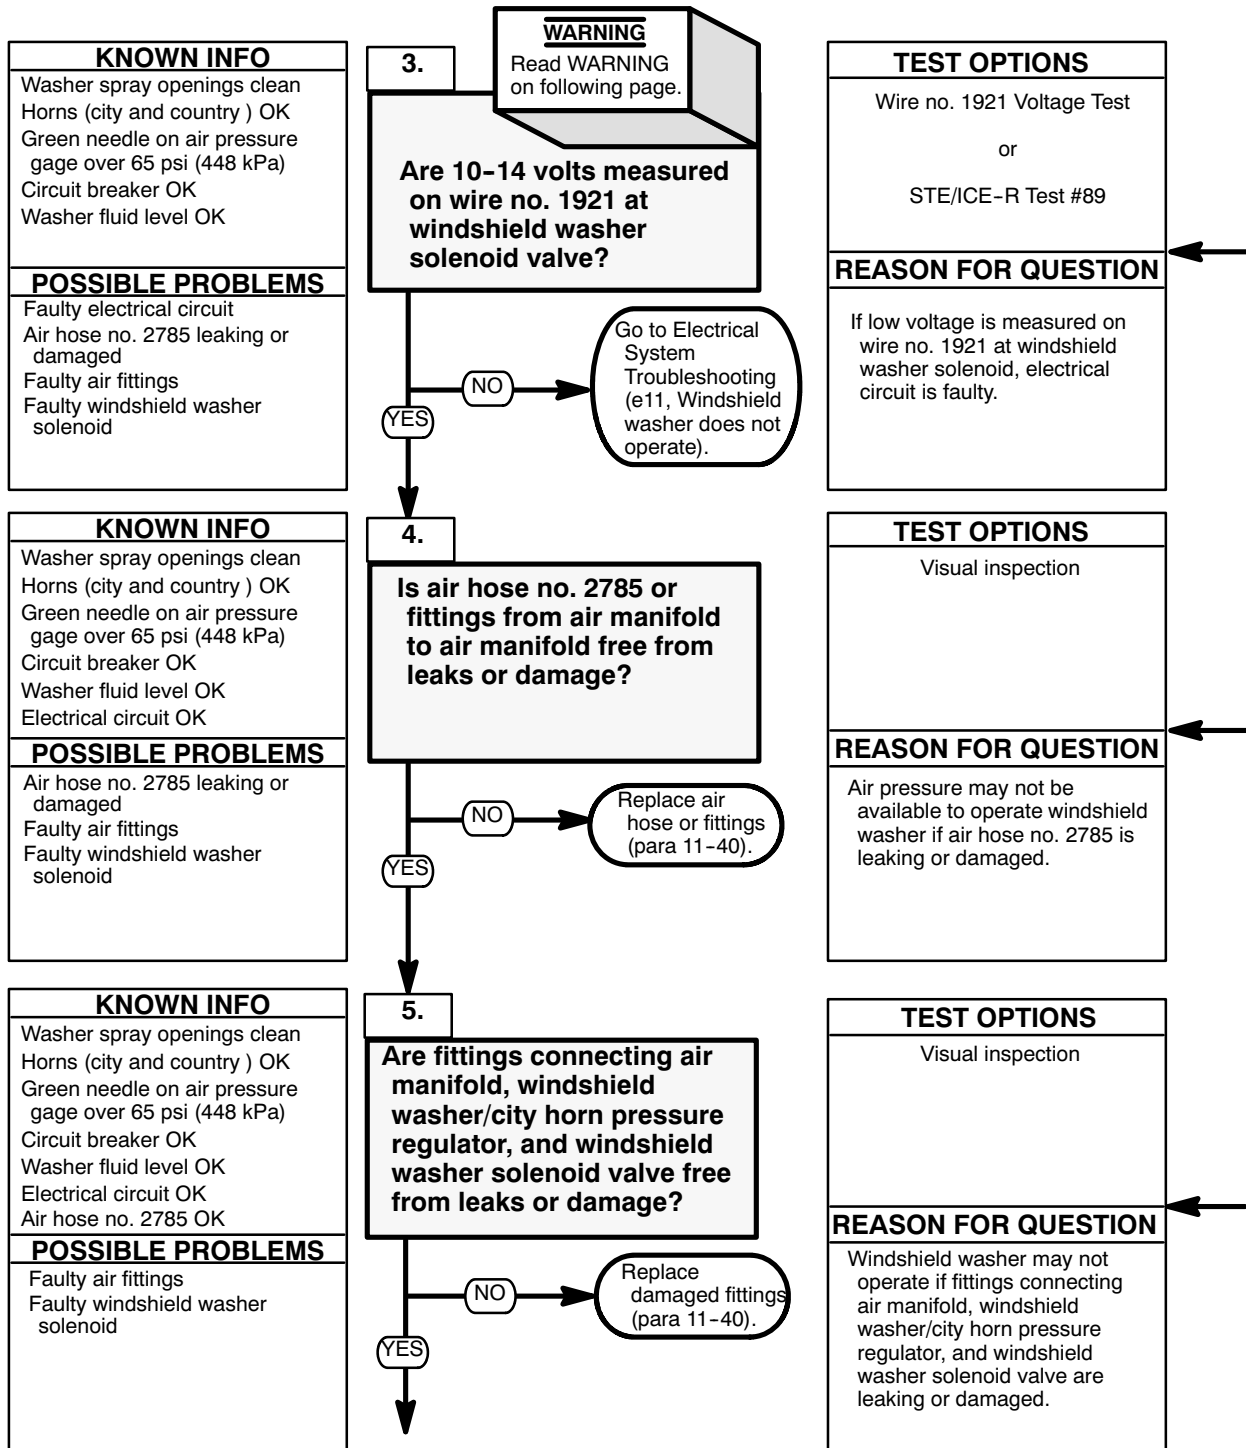 KNOWN INFO
Washer spray openings clean
Horns (city and country ) OK
Green needle on air pressure
gage over 65 psi (448 kPa)
Circuit breaker OK
Washer fluid level OK
POSSIBLE PROBLEMS
Faulty electrical circuit
Air hose no. 2785 leaking or
damaged
Faulty air fittings
Faulty windshield washer
solenoid
3.
WARNING
Read WARNING
on following page.
Are 10-14 volts measured
on wire no. 1921 at
windshield washer
solenoid valve?
NO
Go to Electrical
System
Troubleshooting
(e11, Windshield
washer does not
operate).
YES
TEST OPTIONS
Wire no. 1921 Voltage Test
or
STE/ICE-R Test #89
REASON FOR QUESTION
If low voltage is measured on
wire no. 1921 at windshield
washer solenoid, electrical
circuit is faulty.
KNOWN INFO
Washer spray openings clean
Horns (city and country ) OK
Green needle on air pressure
gage over 65 psi (448 kPa)
Circuit breaker OK
Washer fluid level OK
Electrical circuit OK
POSSIBLE PROBLEMS
Air hose no. 2785 leaking or
damaged
Faulty air fittings
Faulty windshield washer
solenoid
4.
Is air hose no. 2785 or
fittings from air manifold
to air manifold free from
leaks or damage?
NO
Replace air
hose or fittings
(para 11-40).
YES
TEST OPTIONS
Visual inspection
REASON FOR QUESTION
Air pressure may not be
available to operate windshield
washer if air hose no. 2785 is
leaking or damaged.
KNOWN INFO
Washer spray openings clean
Horns (city and country ) OK
Green needle on air pressure
gage over 65 psi (448 kPa)
Circuit breaker OK
Washer fluid level OK
Electrical circuit OK
Air hose no. 2785 OK
POSSIBLE PROBLEMS
Faulty air fittings
Faulty windshield washer
solenoid
5.
Are fittings connecting air
manifold, windshield
washer/city horn pressure
regulator, and windshield
washer solenoid valve free
from leaks or damage?
NO
Replace
damaged fittings
(para 11-40).
YES
TEST OPTIONS
Visual inspection
REASON FOR QUESTION
Windshield washer may not
operate if fittings connecting
air manifold, windshield
washer/city horn pressure
regulator, and windshield
washer solenoid valve are
leaking or damaged.